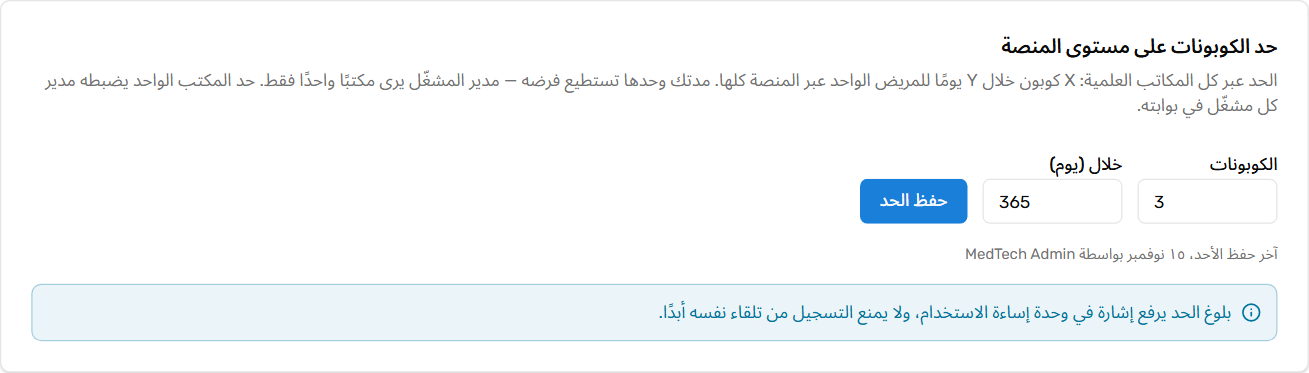 حد الكوبونات على مستوى المنصة
الحد عبر كل المكاتب العلمية: X كوبون خلال Y يومًا للمريض الواحد عبر المنصة كلها. مدتك وحدها تستطيع فرضه — مدير المشغّل يرى مكتبًا واحدًا فقط. حد المكتب الواحد يضبطه مدير
كل مشغّل في بوابته.
الكوبونات
خلال (يوم)
3
365
حفظ الحد
آخر حفظ الأحد، ١٥ نوفمبر بواسطة MedTech Admin
بلوغ الحد يرفع إشارة في وحدة إساءة الاستخدام، ولا يمنع التسجيل من تلقاء نفسه أبدًا.